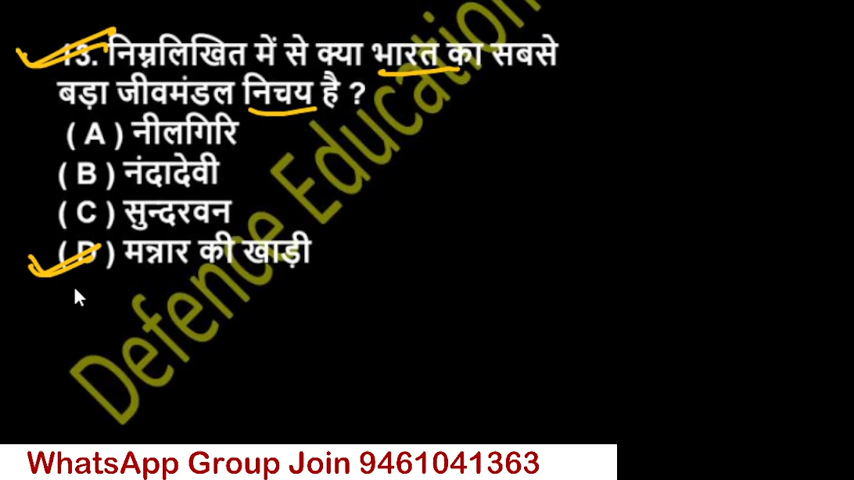 13. निम्नलिखित में से क्या भारत का सबसे
बड़ा जीवमंडल निचय है ?
( A ) नीलगिरि
( B ) नंदादेवी
( C ) सुन्दरवन
( D ) मन्नार की खाड़ी
Defence Education
WhatsApp Group Join 9461041363